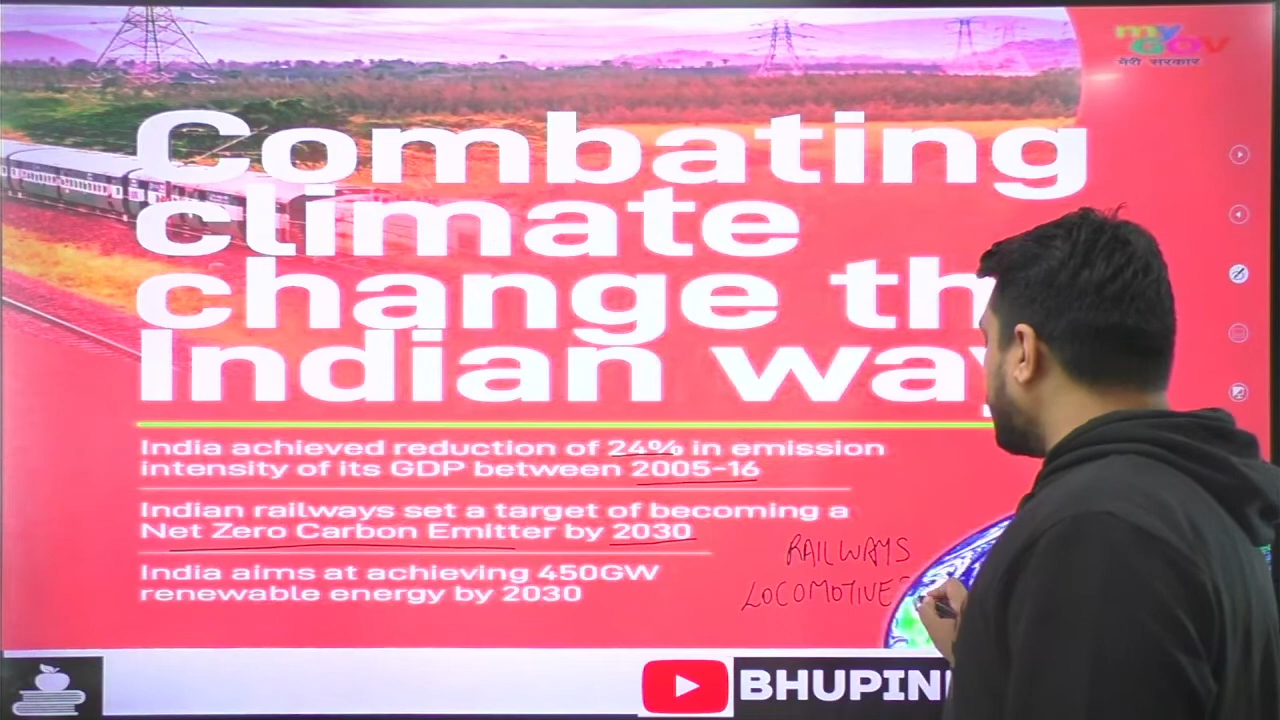 my
GOV
मेरी सरकार
Combating
climate
change th
Indian way
India achieved reduction of 24% in emission
intensity of its GDP between 2005-16
Indian railways set a target of becoming a
Net Zero Carbon Emitter by 2030
India aims at achieving 450GW
renewable energy by 2030
RAILWAYS
LOCOMOTIVES
BHUPIN